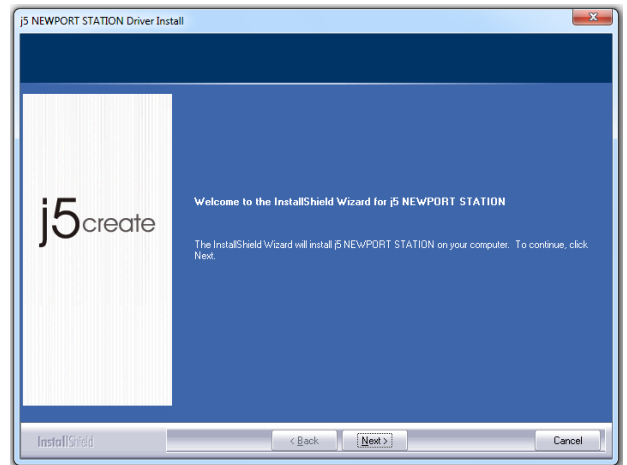 j5 NEWPORT STATION Driver Install
j5create
Welcome to the InstallShield Wizard for j5 NEWPORT STATION
The InstallShield Wizard will install j5 NEWPORT STATION on your computer. To continue, click
Next.
InstallShield
< Back
Next >
Cancel